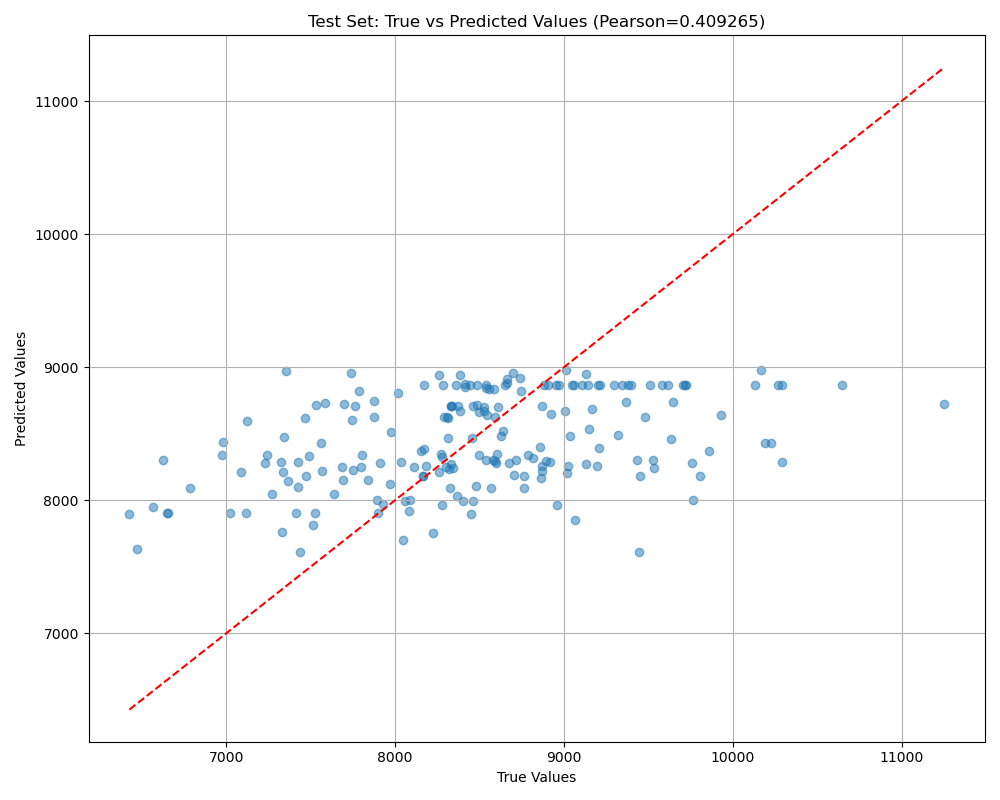 Test Set: True vs Predicted Values (Pearson=0.409265)
11000
10000
9000
8000
7000
Predicted Values
7000 8000 9000 10000 11000
True Values